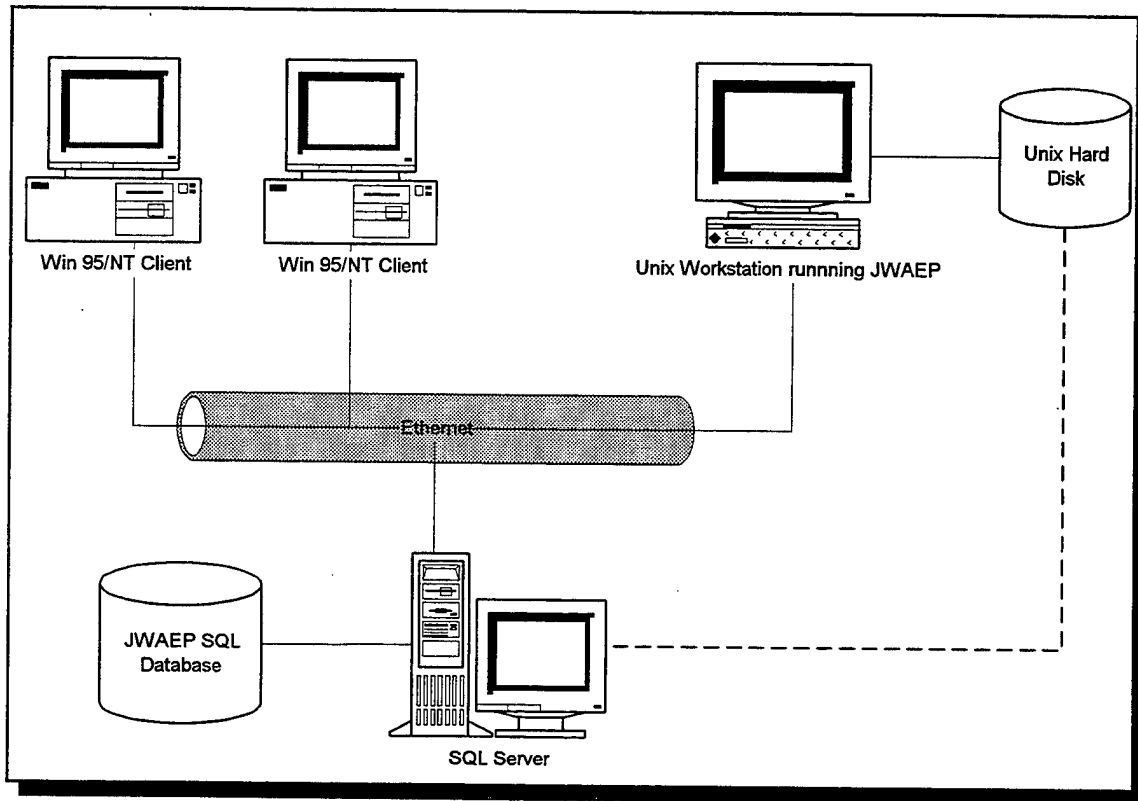 Win 95/NT Client
Win 95/NT Client
Unix Workstation runnning JWAEP
Unix Hard
Disk
Ethernet
JWAEP SQL
Database
SQL Server